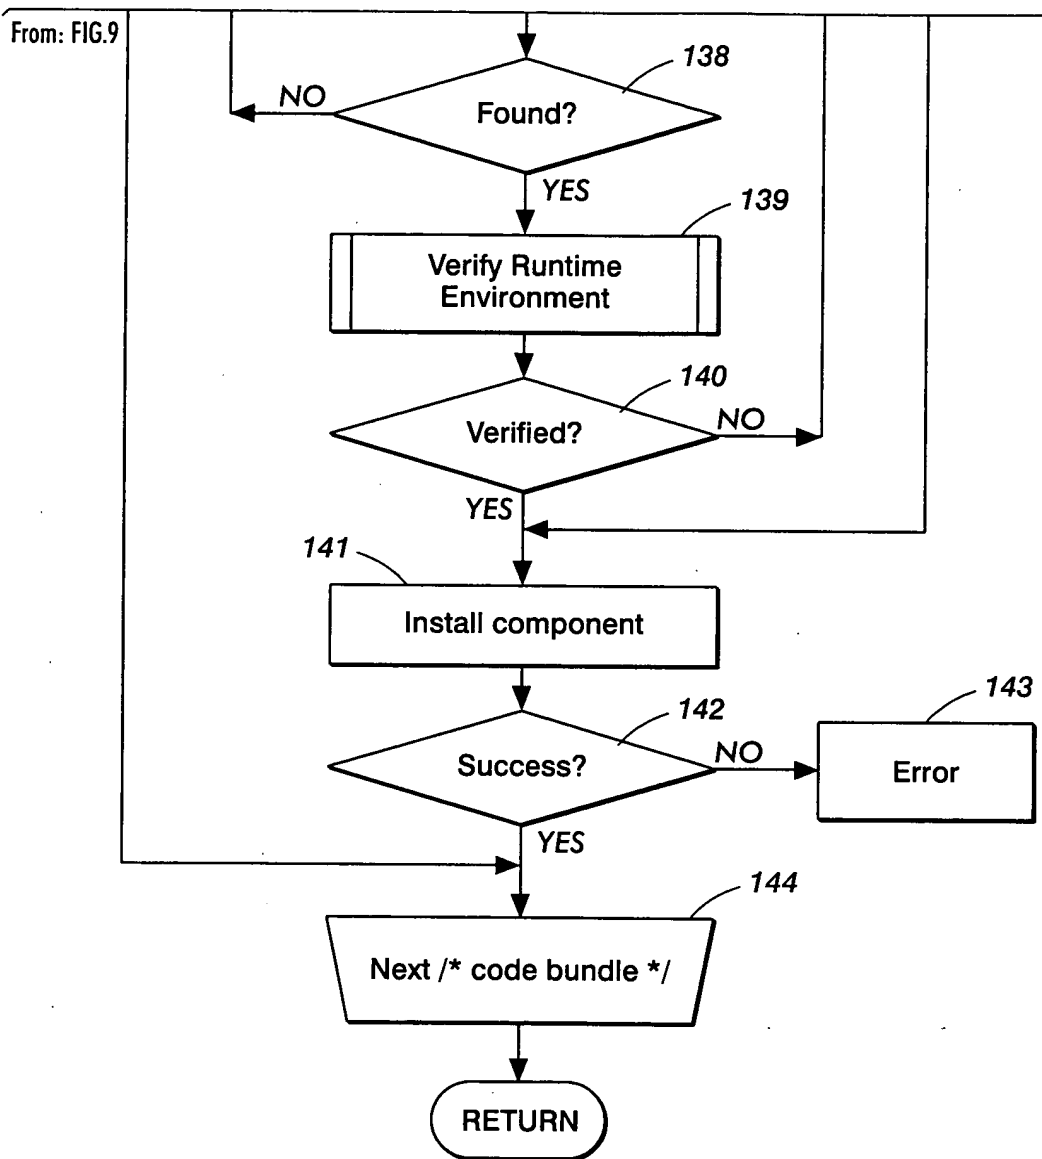 From: FIG.9
138
NO
Found?
YES
139
Verify Runtime
Environment
140
Verified?
NO
YES
141
Install component
142
143
Success?
NO
Error
YES
144
Next /* code bundle */
RETURN